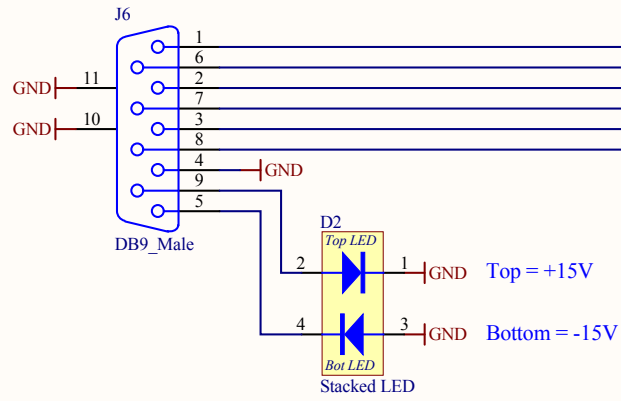 J6
1
6
GND 11 2
7
GND 10 3
8
4 GND
9
5
DB9_Male
D2
Top LED
2 1 GND Top = +15V
4 3 GND Bottom = -15V
Bot LED
Stacked LED